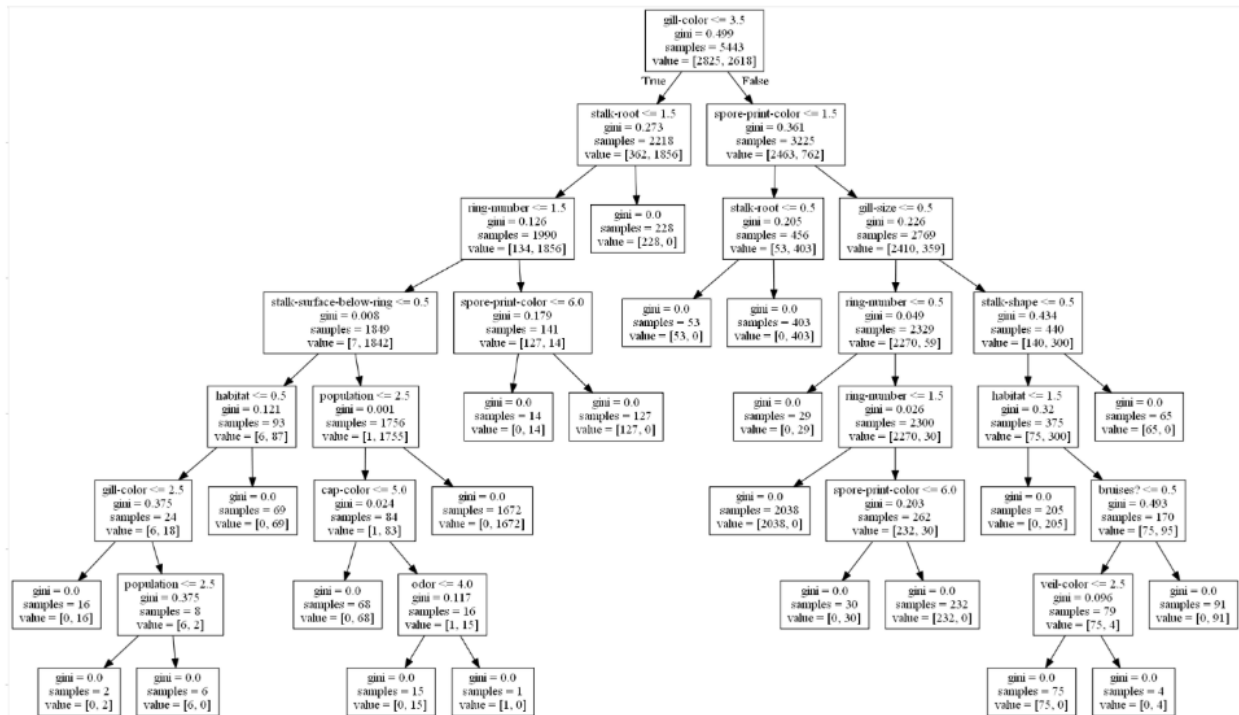 gill-color <= 3.5
gini = 0.499
samples = 5443
value = [2825, 2618]
True
False
stalk-root <= 1.5
gini = 0.273
samples = 2218
value = [362, 1856]
spore-print-color <= 1.5
gini = 0.361
samples = 3225
value = [2463, 762]
ring-number <= 1.5
gini = 0.126
samples = 1990
value = [134, 1856]
gini = 0.0
samples = 228
value = [228, 0]
stalk-root <= 0.5
gini = 0.205
samples = 456
value = [53, 403]
gill-size <= 0.5
gini = 0.226
samples = 2769
value = [2410, 359]
stalk-surface-below-ring <= 0.5
gini = 0.008
samples = 1849
value = [7, 1842]
spore-print-color <= 6.0
gini = 0.179
samples = 141
value = [127, 14]
gini = 0.0
samples = 53
value = [53, 0]
gini = 0.0
samples = 403
value = [0, 403]
ring-number <= 0.5
gini = 0.049
samples = 2329
value = [2270, 59]
stalk-shape <= 0.5
gini = 0.434
samples = 440
value = [140, 300]
habitat <= 0.5
gini = 0.121
samples = 93
value = [6, 87]
population <= 2.5
gini = 0.001
samples = 1756
value = [1, 1755]
gini = 0.0
samples = 14
value = [0, 14]
gini = 0.0
samples = 127
value = [127, 0]
gini = 0.0
samples = 29
value = [0, 29]
ring-number <= 1.5
gini = 0.026
samples = 2300
value = [2270, 30]
habitat <= 1.5
gini = 0.32
samples = 375
value = [75, 300]
gini = 0.0
samples = 65
value = [65, 0]
gill-color <= 2.5
gini = 0.375
samples = 24
value = [6, 18]
gini = 0.0
samples = 69
value = [0, 69]
cap-color <= 5.0
gini = 0.024
samples = 84
value = [1, 83]
gini = 0.0
samples = 1672
value = [0, 1672]
gini = 0.0
samples = 2038
value = [2038, 0]
spore-print-color <= 6.0
gini = 0.203
samples = 262
value = [232, 30]
gini = 0.0
samples = 205
value = [0, 205]
bruises? <= 0.5
gini = 0.493
samples = 170
value = [75, 95]
gini = 0.0
samples = 16
value = [0, 16]
population <= 2.5
gini = 0.375
samples = 8
value = [6, 2]
gini = 0.0
samples = 68
value = [0, 68]
odor <= 4.0
gini = 0.117
samples = 16
value = [1, 15]
gini = 0.0
samples = 30
value = [0, 30]
gini = 0.0
samples = 232
value = [232, 0]
veil-color <= 2.5
gini = 0.096
samples = 79
value = [75, 4]
gini = 0.0
samples = 91
value = [0, 91]
gini = 0.0
samples = 2
value = [0, 2]
gini = 0.0
samples = 6
value = [6, 0]
gini = 0.0
samples = 15
value = [0, 15]
gini = 0.0
samples = 1
value = [1, 0]
gini = 0.0
samples = 75
value = [75, 0]
gini = 0.0
samples = 4
value = [0, 4]